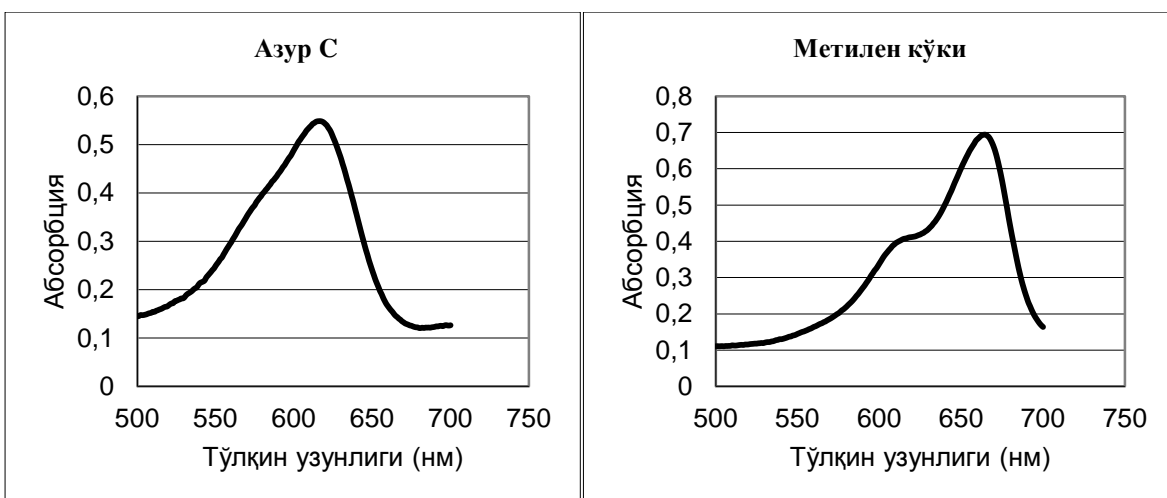 Азур С
0,6
0,5
0,4
0,3
0,2
0,1
0
Абсорбция
500 550 600 650 700 750
Тўлқин узунлиги (нм)
Метилен кўки
0,8
0,7
0,6
0,5
0,4
0,3
0,2
0,1
0
Абсорбция
500 550 600 650 700 750
Тўлқин узунлиги (нм)